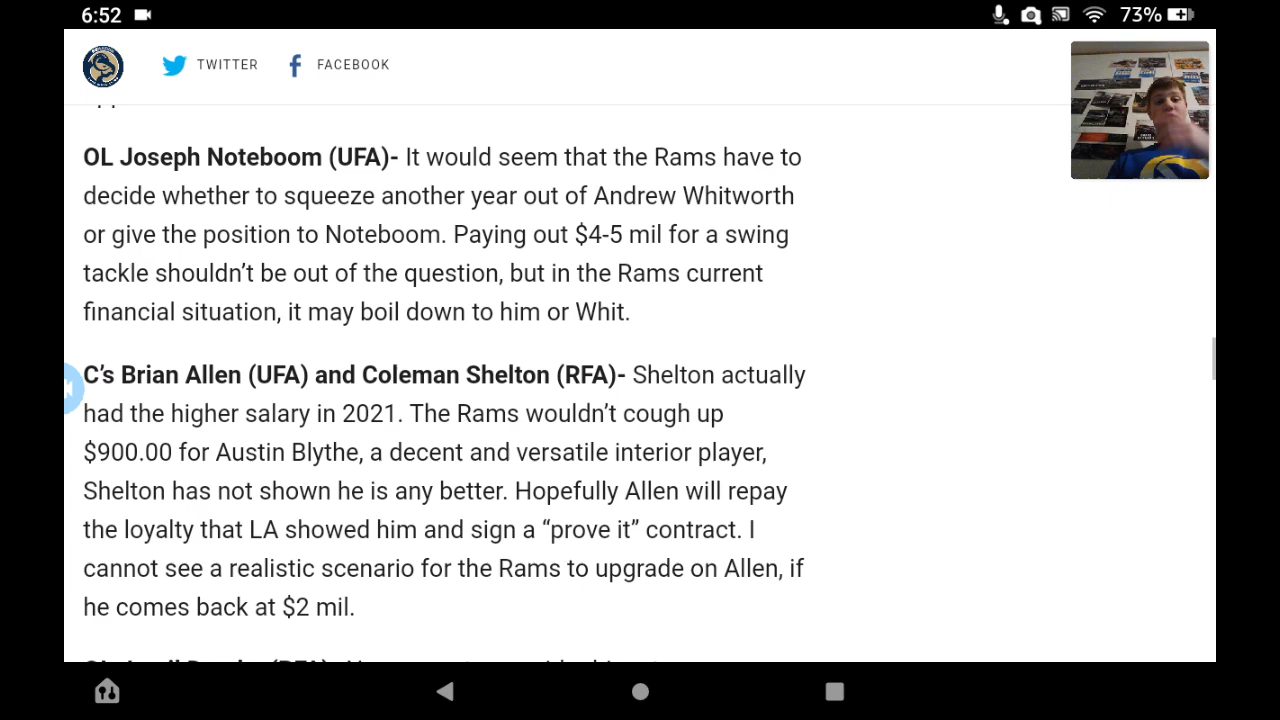 6:52
73%
TWITTER
FACEBOOK
OL Joseph Noteboom (UFA)- It would seem that the Rams have to
decide whether to squeeze another year out of Andrew Whitworth
or give the position to Noteboom. Paying out $4-5 mil for a swing
tackle shouldn’t be out of the question, but in the Rams current
financial situation, it may boil down to him or Whit.
C’s Brian Allen (UFA) and Coleman Shelton (RFA)- Shelton actually
had the higher salary in 2021. The Rams wouldn’t cough up
$900.00 for Austin Blythe, a decent and versatile interior player,
Shelton has not shown he is any better. Hopefully Allen will repay
the loyalty that LA showed him and sign a “prove it” contract. I
cannot see a realistic scenario for the Rams to upgrade on Allen, if
he comes back at $2 mil.